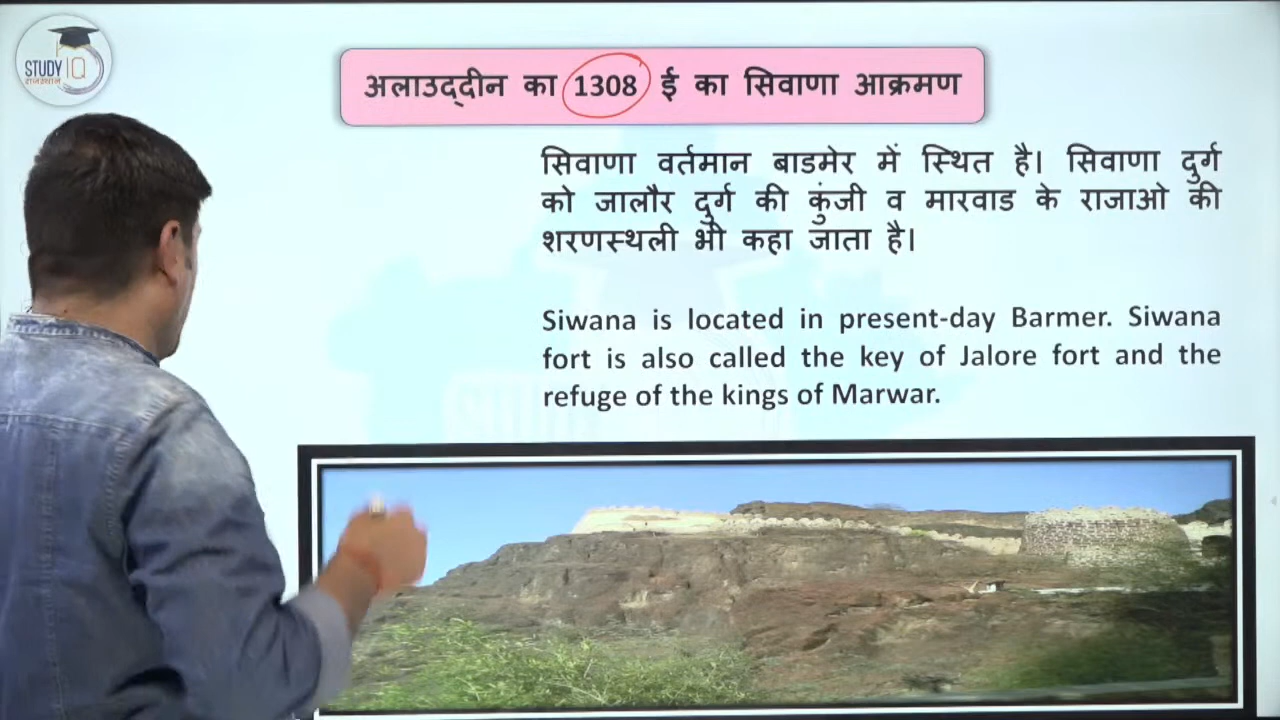 STUDY IQ
राजस्थान
अलाउद्दीन का 1308 ई का सिवाणा आक्रमण
सिवाणा वर्तमान बाडमेर में स्थित है। सिवाणा दुर्ग
को जालौर दुर्ग की कुंजी व मारवाड के राजाओ की
शरणस्थली भी कहा जाता है।
Siwana is located in present-day Barmer. Siwana
fort is also called the key of Jalore fort and the
refuge of the kings of Marwar.